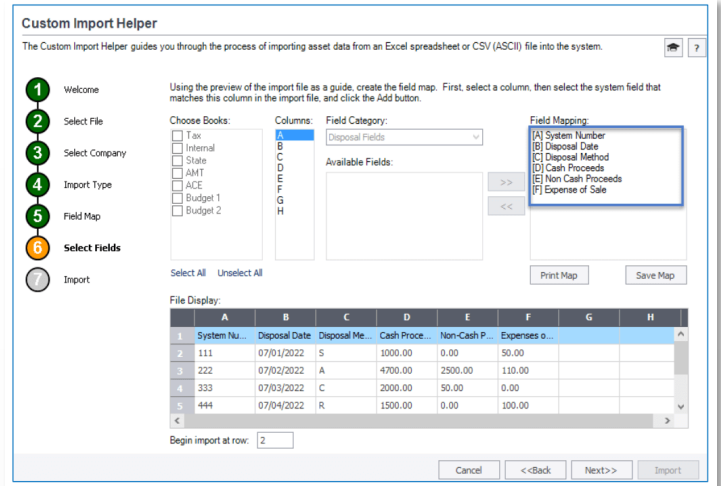 Custom Import Helper
The Custom Import Helper guides you through the process of importing asset data from an Excel spreadsheet or CSV (ASCII) file into the system.
?
1 Welcome
2 Select File
3 Select Company
4 Import Type
5 Field Map
6 Select Fields
7 Import
Using the preview of the import file as a guide, create the field map. First, select a column, then select the system field that
matches this column in the import file, and click the Add button.
Choose Books:
Tax
Internal
State
AMT
ACE
Budget 1
Budget 2
Select All Unselect All
Columns:
A
B
C
D
E
F
G
H
Field Category:
Disposal Fields
Available Fields:
>>
<<
Field Mapping:
[A] System Number
[B] Disposal Date
[C] Disposal Method
[D] Cash Proceeds
[E] Non Cash Proceeds
[F] Expense of Sale
Print Map Save Map
File Display:
A B C D E F G H
1 System Nu... Disposal Date Disposal Me... Cash Proce... Non-Cash P... Expenses o...
2 111 07/01/2022 S 1000.00 0.00 50.00
3 222 07/02/2022 A 4700.00 2500.00 110.00
4 333 07/03/2022 C 2000.00 50.00 0.00
5 444 07/04/2022 R 1500.00 0.00 100.00
Begin import at row: 2
Cancel <<Back Next>> Import